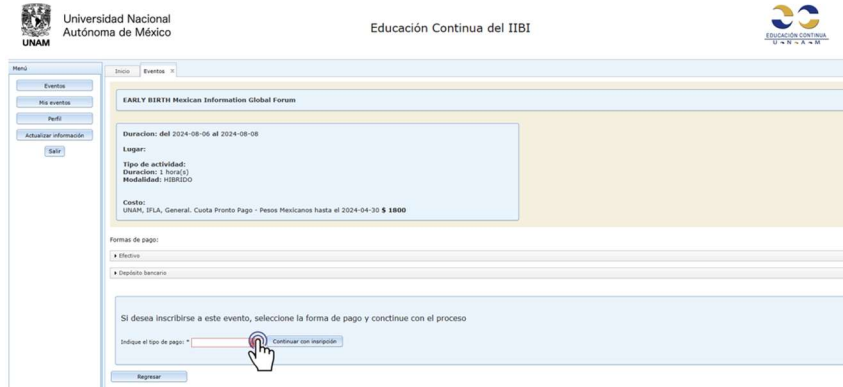 UNAM
Universidad Nacional
Autónoma de México
Educación Continua del IIBI
EDUCACIÓN CONTINUA
U N A M
Menú
Eventos
Mis eventos
Perfil
Actualizar información
Salir
Inicio
Eventos X
EARLY BIRTH Mexican Information Global Forum
Duracion: del 2024-08-06 al 2024-08-08
Lugar:
Tipo de actividad:
Duracion: 1 hora(s)
Modalidad: HIBRIDO
Costo:
UNAM, IFLA, General. Cuota Pronto Pago - Pesos Mexicanos hasta el 2024-04-30 $ 1800
Formas de pago:
Efectivo
Depósito bancario
Si desea inscribirse a este evento, seleccione la forma de pago y conctinue con el proceso
Indique el tipo de pago: *
Continuar con insripción
Regresar